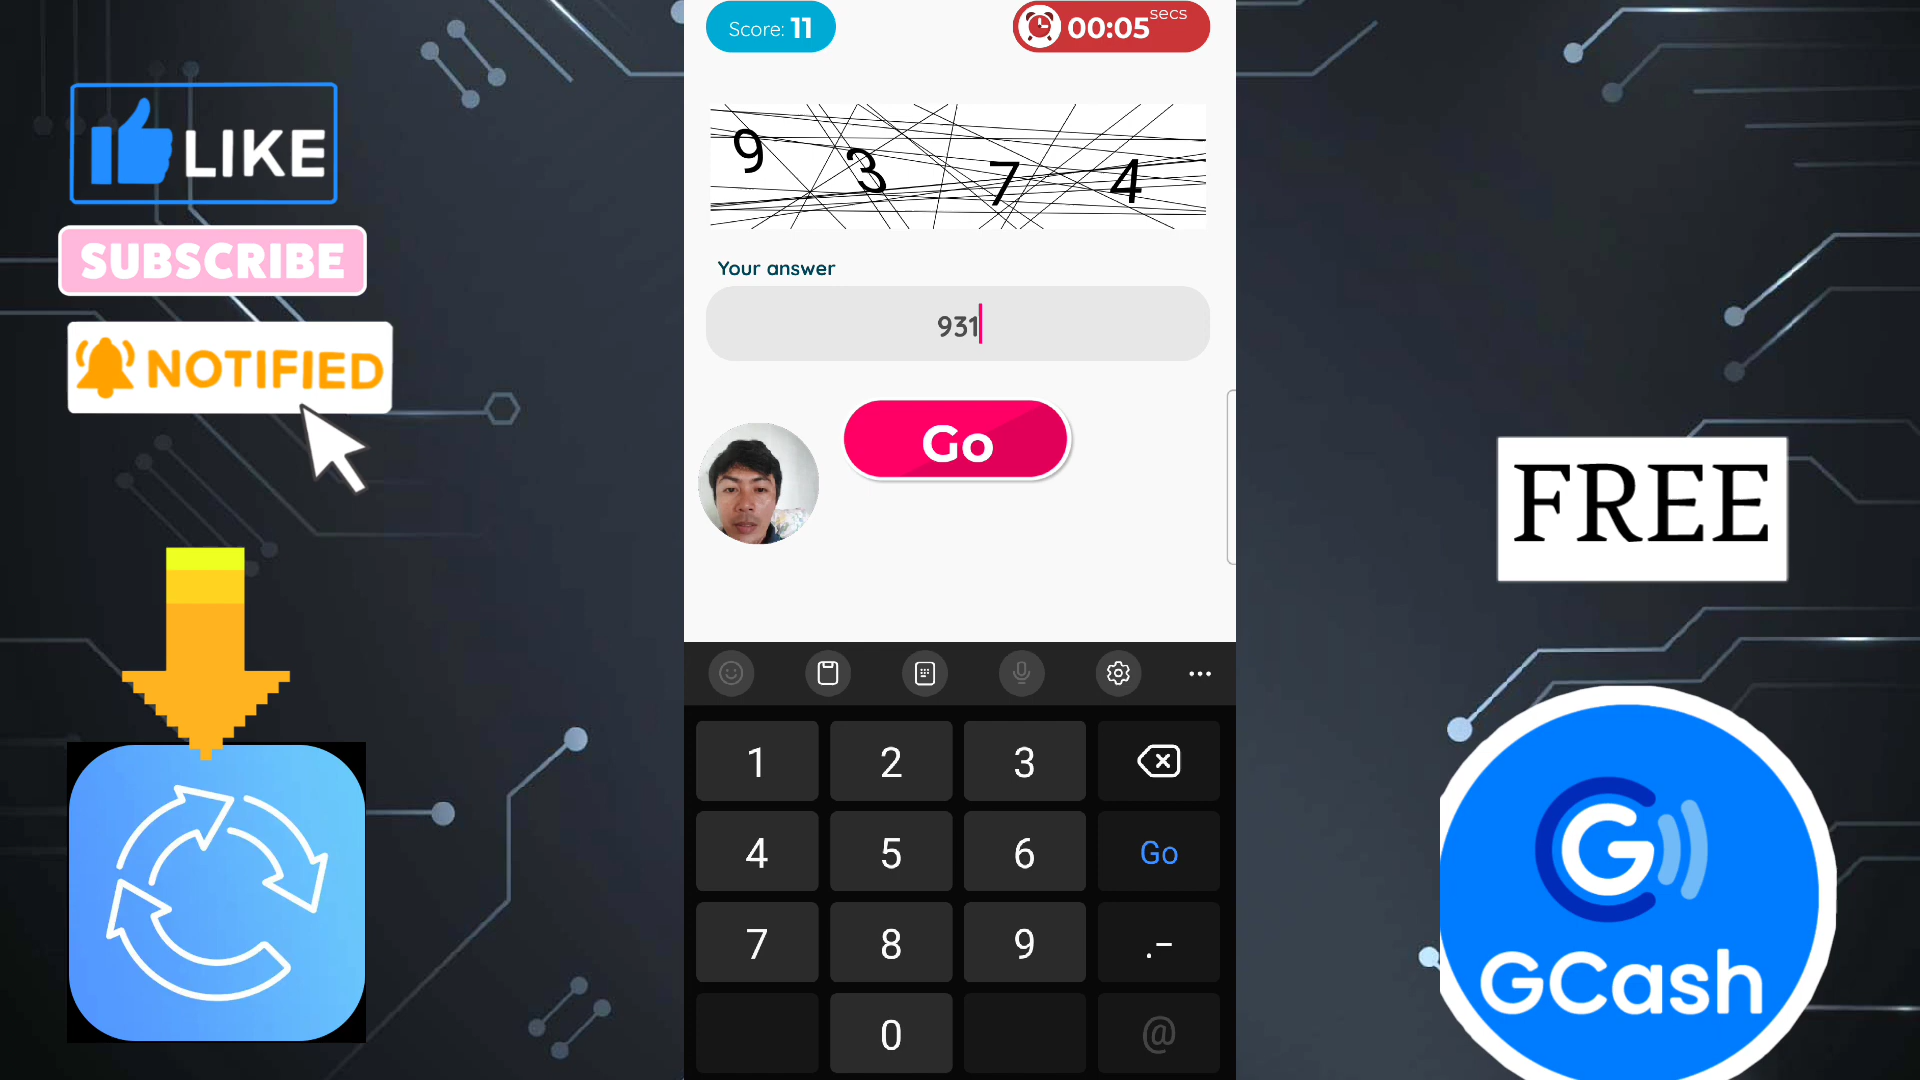 Score: 11
00:05 secs
9 3 7 4
Your answer
931
Go
LIKE
SUBSCRIBE
NOTIFIED
FREE
GCash
1 2 3
4 5 6 Go
7 8 9 .-
0 @